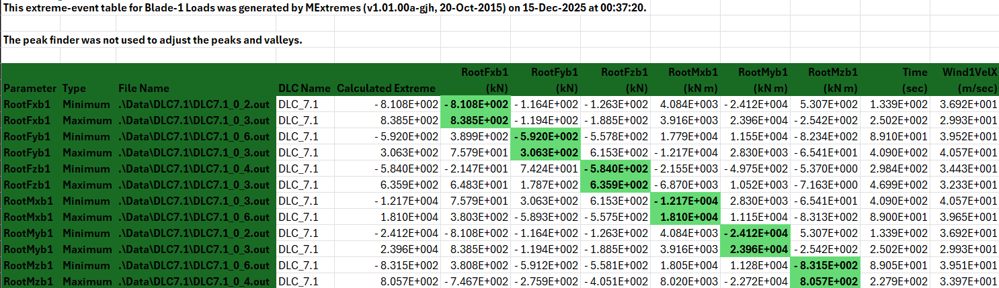 This extreme-event table for Blade-1 Loads was generated by MExtremes (v1.01.00a-gjh, 20-Oct-2015) on 15-Dec-2025 at 00:37:20.
The peak finder was not used to adjust the peaks and valleys.
RootFxb1 RootFyb1 RootFzb1 RootMxb1 RootMyb1 RootMzb1 Time Wind1VelX
Parameter Type File Name DLC Name Calculated Extreme (kN) (kN) (kN) (kN m) (kN m) (kN m) (sec) (m/sec)
RootFxb1 Minimum .\Data\DLC7.1\DLC7.1_0_2.out DLC_7.1 - 8.108E+002 - 8.108E+002 - 1.164E+002 - 1.263E+002 4.084E+003 - 2.412E+004 5.307E+002 1.339E+002 3.692E+001
RootFxb1 Maximum .\Data\DLC7.1\DLC7.1_0_3.out DLC_7.1 8.385E+002 8.385E+002 - 1.194E+002 - 1.885E+002 3.916E+003 2.396E+004 - 2.542E+002 2.502E+002 2.993E+001
RootFyb1 Minimum .\Data\DLC7.1\DLC7.1_0_6.out DLC_7.1 - 5.920E+002 3.899E+002 - 5.920E+002 - 5.578E+002 1.779E+004 1.155E+004 - 8.234E+002 8.910E+001 3.952E+001
RootFyb1 Maximum .\Data\DLC7.1\DLC7.1_0_3.out DLC_7.1 3.063E+002 7.579E+001 3.063E+002 6.153E+002 - 1.217E+004 2.830E+003 - 6.541E+001 4.090E+002 4.057E+001
RootFzb1 Minimum .\Data\DLC7.1\DLC7.1_0_4.out DLC_7.1 - 5.840E+002 - 2.147E+001 7.424E+001 - 5.840E+002 - 2.155E+003 - 4.975E+002 - 5.370E+000 2.984E+002 3.443E+001
RootFzb1 Maximum .\Data\DLC7.1\DLC7.1_0_3.out DLC_7.1 6.359E+002 6.483E+001 1.787E+002 6.359E+002 - 6.870E+003 1.052E+003 - 7.163E+000 4.699E+002 3.233E+001
RootMxb1 Minimum .\Data\DLC7.1\DLC7.1_0_3.out DLC_7.1 - 1.217E+004 7.579E+001 3.063E+002 6.153E+002 - 1.217E+004 2.830E+003 - 6.541E+001 4.090E+002 4.057E+001
RootMxb1 Maximum .\Data\DLC7.1\DLC7.1_0_6.out DLC_7.1 1.810E+004 3.803E+002 - 5.893E+002 - 5.575E+002 1.810E+004 1.115E+004 - 8.313E+002 8.900E+001 3.965E+001
RootMyb1 Minimum .\Data\DLC7.1\DLC7.1_0_2.out DLC_7.1 - 2.412E+004 - 8.108E+002 - 1.164E+002 - 1.263E+002 4.084E+003 - 2.412E+004 5.307E+002 1.339E+002 3.692E+001
RootMyb1 Maximum .\Data\DLC7.1\DLC7.1_0_3.out DLC_7.1 2.396E+004 8.385E+002 - 1.194E+002 - 1.885E+002 3.916E+003 2.396E+004 - 2.542E+002 2.502E+002 2.993E+001
RootMzb1 Minimum .\Data\DLC7.1\DLC7.1_0_6.out DLC_7.1 - 8.315E+002 3.808E+002 - 5.912E+002 - 5.581E+002 1.805E+004 1.128E+004 - 8.315E+002 8.905E+001 3.951E+001
RootMzb1 Maximum .\Data\DLC7.1\DLC7.1_0_4.out DLC_7.1 8.057E+002 - 7.467E+002 - 2.759E+002 - 4.051E+002 8.020E+003 - 2.272E+004 8.057E+002 2.279E+002 3.397E+001